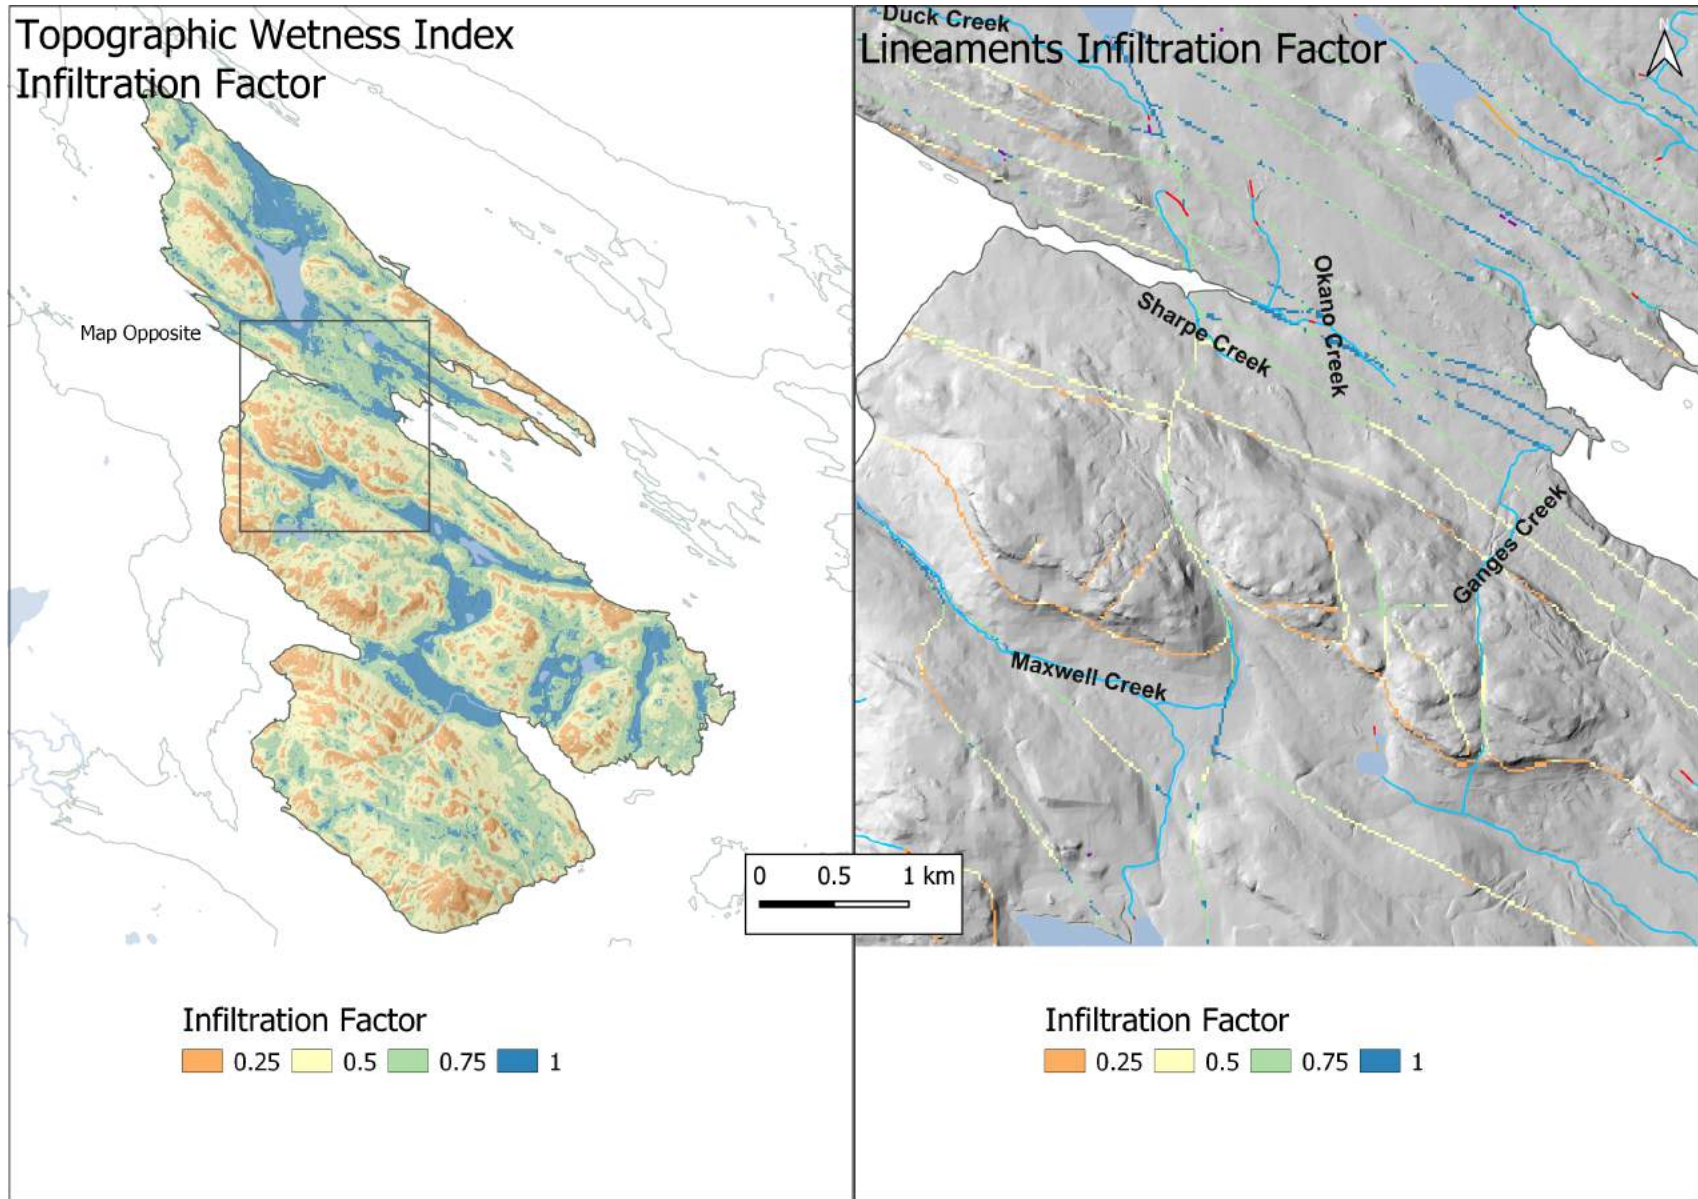 Topographic Wetness Index
Infiltration Factor
Map Opposite
Infiltration Factor
0.25
0.5
0.75
1
Duck Creek
Lineaments Infiltration Factor
N
Okano Creek
Sharpe Creek
Ganges Creek
Maxwell Creek
0 0.5 1 km
Infiltration Factor
0.25
0.5
0.75
1